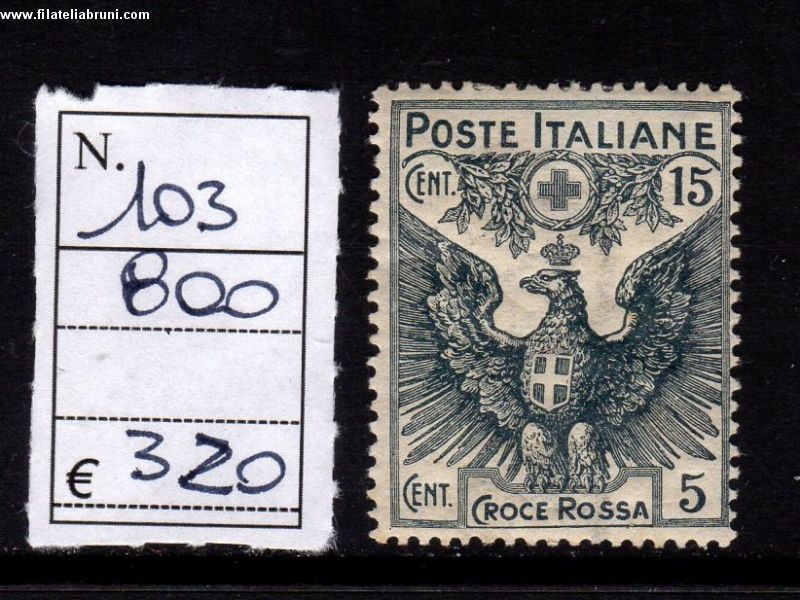 www.filateliabruni.com
N.
103
800
€ 320
POSTE ITALIANE
CENT. 15
CENT. 5
CROCE ROSSA